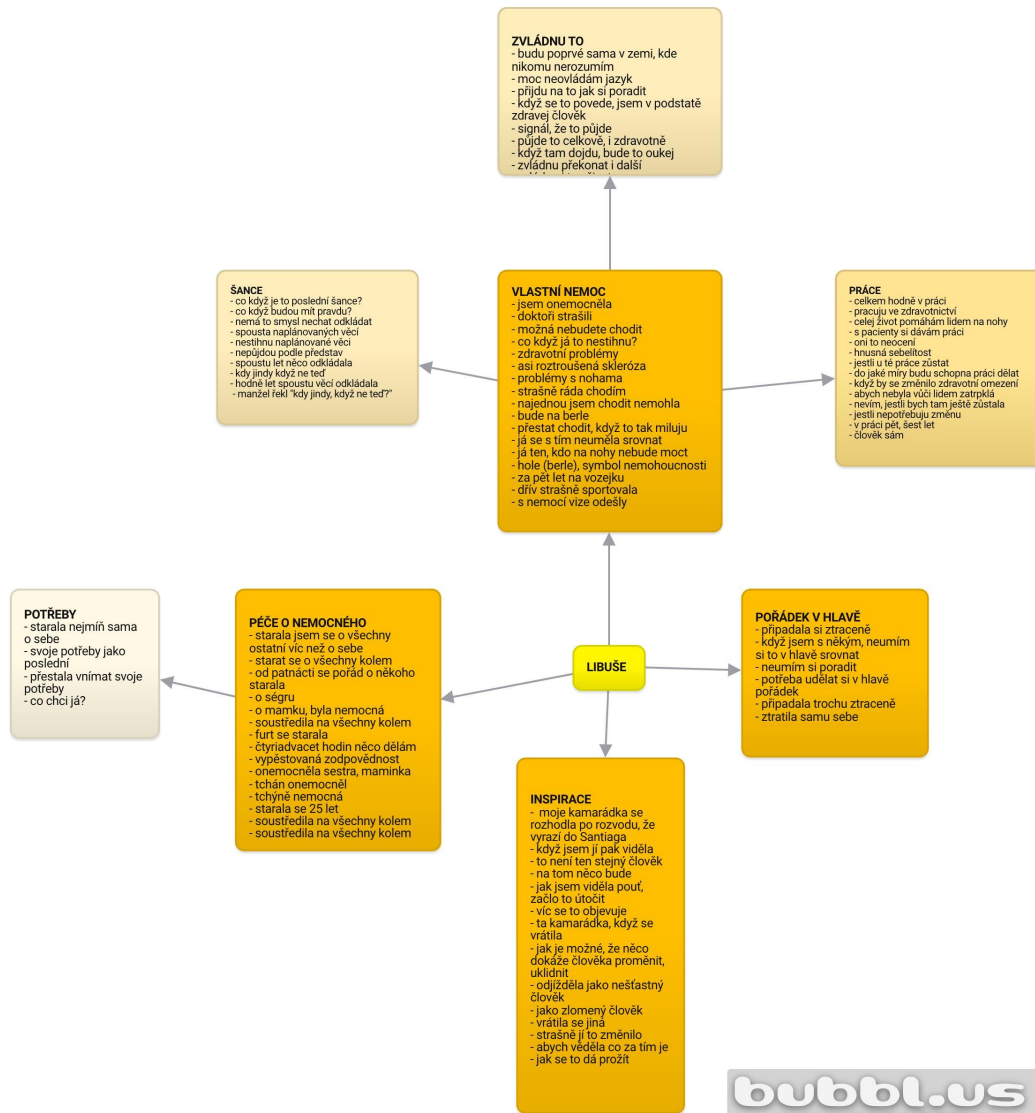 ZVLÁDNU TO
- budu poprvé sama v zemi, kde
nikomu nerozumím
- moc neovládám jazyk
- přijdu na to jak si poradit
- když se to povede, jsem v podstatě
zdravej člověk
- signál, že to půjde
- půjde to celkově, i zdravotně
- když tam dojdu, bude to oukej
- zvládnu překonat i další
ŠANCE
- co když je to poslední šance?
- co když budou mít pravdu?
- nemá to smysl nechat odkládat
- spousta naplánovaných věcí
- nestihnu naplánované věci
- nepůjdou podle představ
- spoustu let něco odkládala
- kdy jindy když ne teď
- hodně let spoustu věcí odkládala
- manžel řekl "kdy jindy, když ne teď?"
VLASTNÍ NEMOC
- jsem onemocněla
- doktoři strašili
- možná nebudete chodit
- co když já to nestihnu?
- zdravotní problémy
- asi roztroušená skleróza
- problémy s nohama
- strašně ráda chodím
- najednou jsem chodit nemohla
- bude na berle
- přestat chodit, když to tak miluju
- já se s tím neuměla srovnat
- já ten, kdo na nohy nebude moct
- hole (berle), symbol nemohoucnosti
- za pět let na vozejku
- dřív strašně sportovala
- s nemocí vize odešly
PRÁCE
- celkem hodně v práci
- pracuju ve zdravotnictví
- celej život pomáhám lidem na nohy
- s pacienty si dávám práci
- oni to neocení
- hnusná sebelítost
- jestli u té práce zůstat
- do jaké míry budu schopna práci dělat
- když by se změnilo zdravotní omezení
- abych nebyla vůči lidem zatrpklá
- nevím, jestli bych tam ještě zůstala
- jestli nepotřebuju změnu
- v práci pět, šest let
- člověk sám
POTŘEBY
- starala nejmíň sama
o sebe
- svoje potřeby jako
poslední
- přestala vnímat svoje
potřeby
- co chci já?
PÉČE O NEMOCNÉHO
- starala jsem se o všechny
ostatní víc než o sebe
- starat se o všechny kolem
- od patnácti se pořád o někoho
starala
- o ségru
- o mamku, byla nemocná
- soustředila na všechny kolem
- furt se starala
- čtyriadvacet hodin něco dělám
- vypěstovaná zodpovědnost
- onemocněla sestra, maminka
- tchán onemocněl
- tchýně nemocná
- starala se 25 let
- soustředila na všechny kolem
- soustředila na všechny kolem
LIBUŠE
POŘÁDEK V HLAVĚ
- připadala si ztraceně
- když jsem s někým, neumím
si to v hlavě srovnat
- neumím si poradit
- potřeba udělat si v hlavě
pořádek
- připadala trochu ztraceně
- ztratila samu sebe
INSPIRACE
- moje kamarádka se
rozhodla po rozvodu, že
vyrazí do Santiaga
- když jsem jí pak viděla
- to není ten stejný člověk
- na tom něco bude
- jak jsem viděla pouť,
začlo to útočit
- víc se to objevuje
- ta kamarádka, když se
vrátila
- jak je možné, že něco
dokáže člověka proměnit,
uklidnit
- odjížděla jako nešťastný
člověk
- jako zlomený člověk
- vrátila se jiná
- strašně jí to změnilo
- abych věděla co za tím je
- jak se to dá prožít
bubbl.us